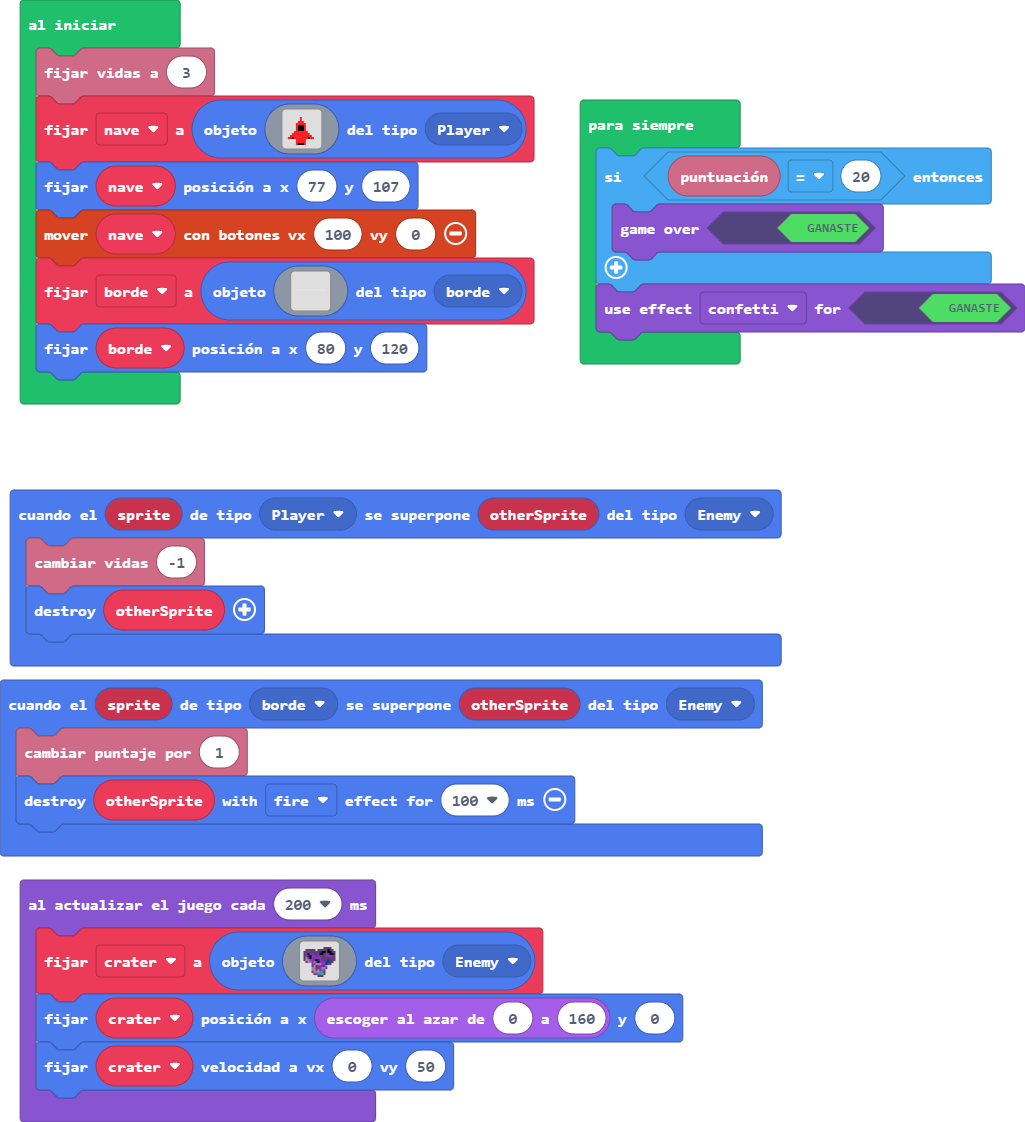 al iniciar
fijar vidas a 3
fijar nave a objeto del tipo Player
fijar nave posición a x 77 y 107
mover nave con botones vx 100 vy 0
fijar borde a objeto del tipo borde
fijar borde posición a x 80 y 120
para siempre
si puntuación = 20 entonces
game over GANASTE
use effect confetti for GANASTE
cuando el sprite de tipo Player se superpone otherSprite del tipo Enemy
cambiar vidas -1
destroy otherSprite
cuando el sprite de tipo borde se superpone otherSprite del tipo Enemy
cambiar puntaje por 1
destroy otherSprite with fire effect for 100 ms
al actualizar el juego cada 200 ms
fijar crater a objeto del tipo Enemy
fijar crater posición a x escoger al azar de 0 a 160 y 0
fijar crater velocidad a vx 0 vy 50